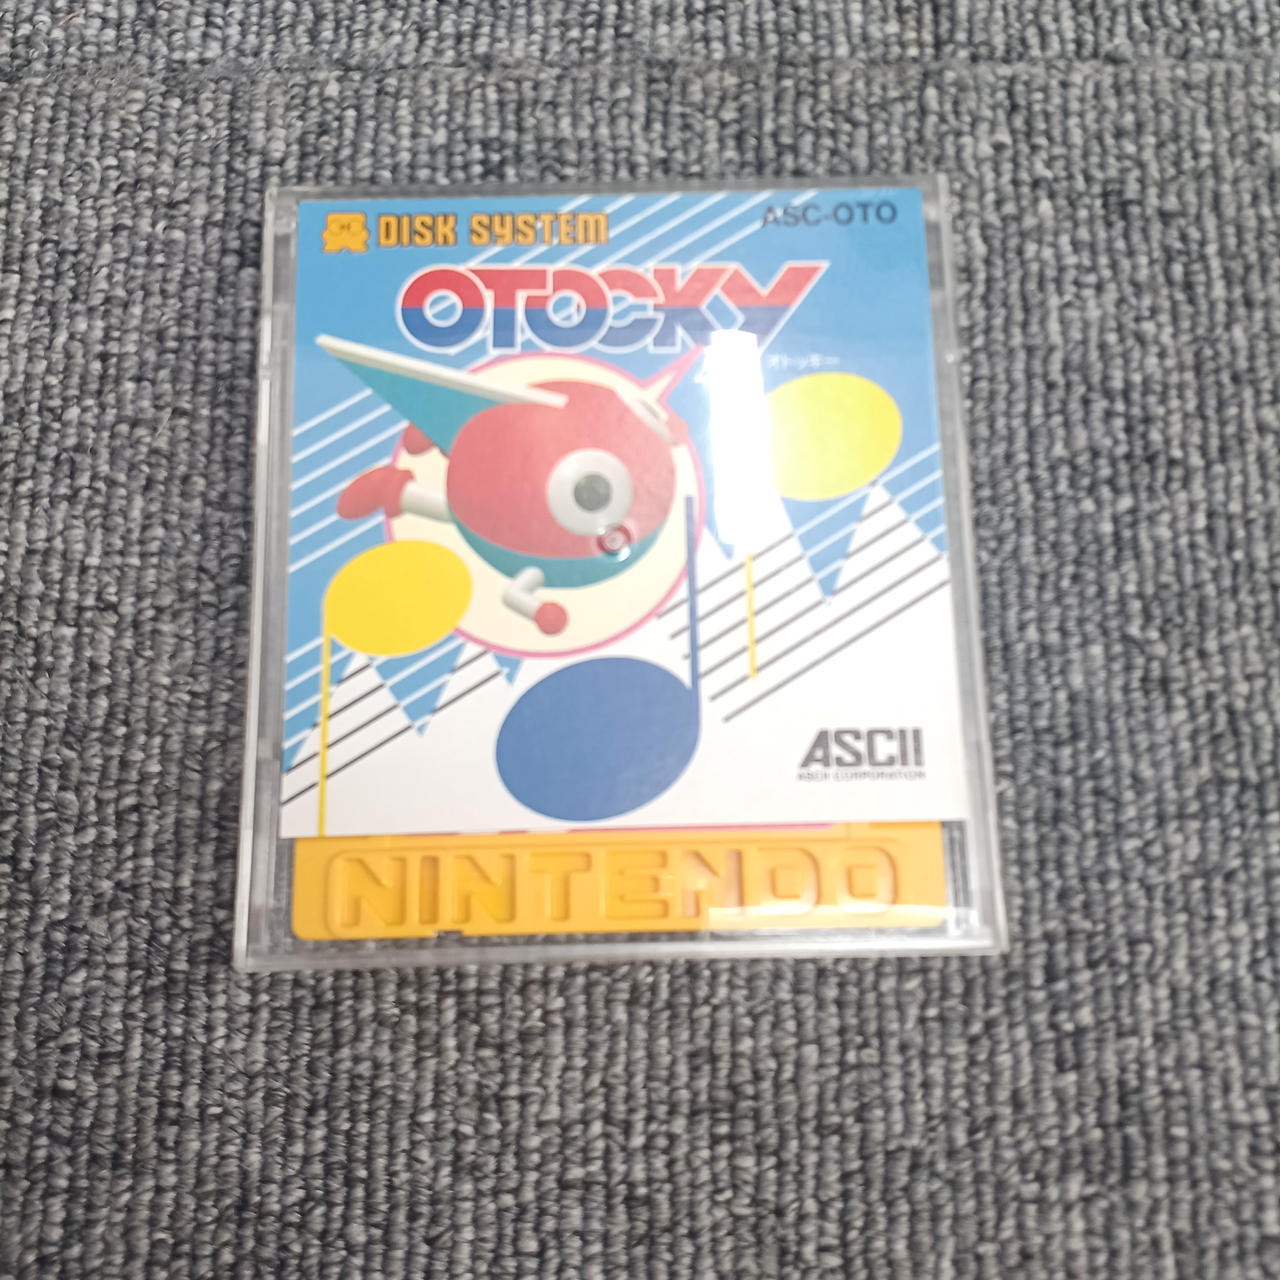 DISK SYSTEM
ASC-OTO
OTOCKY
オトッキー
ASCII
ASCII CORPORATION
NINTENDO